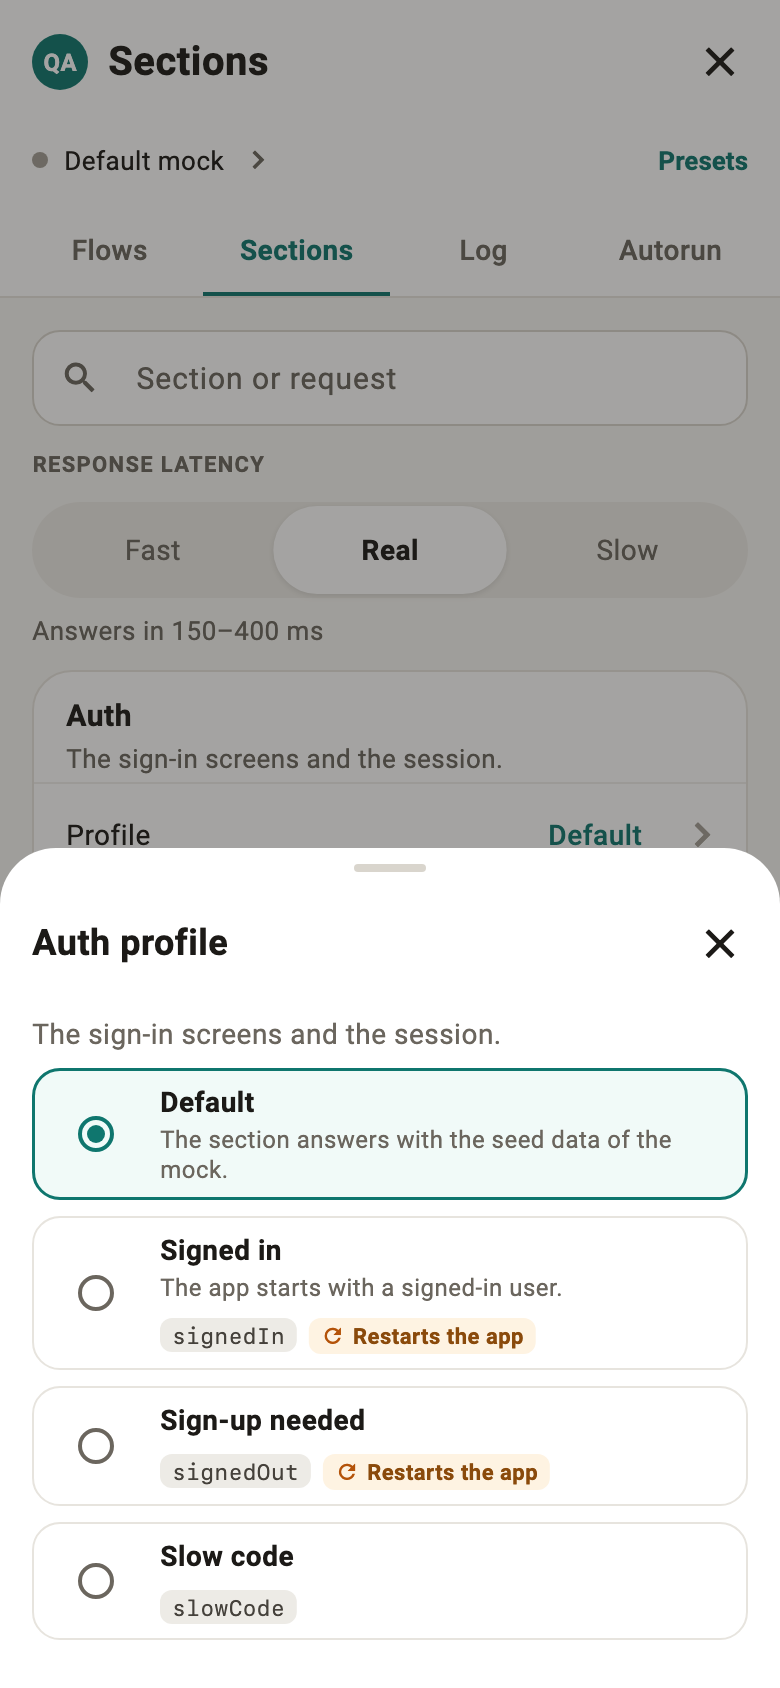 QA Sections
Default mock
Presets
Flows
Sections
Log
Autorun
Section or request
RESPONSE LATENCY
Fast
Real
Slow
Answers in 150–400 ms
Auth
The sign-in screens and the session.
Profile
Default
Auth profile
The sign-in screens and the session.
Default
The section answers with the seed data of the
mock.
Signed in
The app starts with a signed-in user.
signedIn
Restarts the app
Sign-up needed
signedOut
Restarts the app
Slow code
slowCode